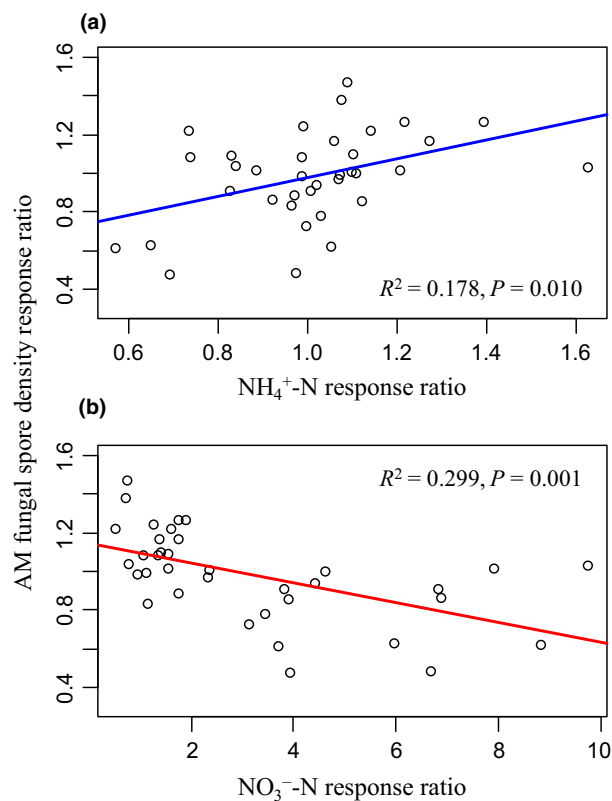 (a)
1.6
1.2
0.8
0.4
R² = 0.178, P = 0.010
0.6 0.8 1.0 1.2 1.4 1.6
NH₄⁺-N response ratio
AM fungal spore density response ratio
(b)
1.6
1.2
0.8
0.4
R² = 0.299, P = 0.001
2 4 6 8 10
NO₃⁻-N response ratio